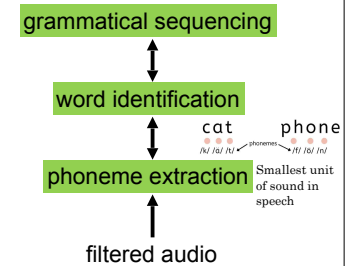 grammatical sequencing
word identification
cat phone
phonemes
/k/ /a/ /t/ /f/ /ō/ /n/
phoneme extraction
Smallest unit
of sound in
speech
filtered audio